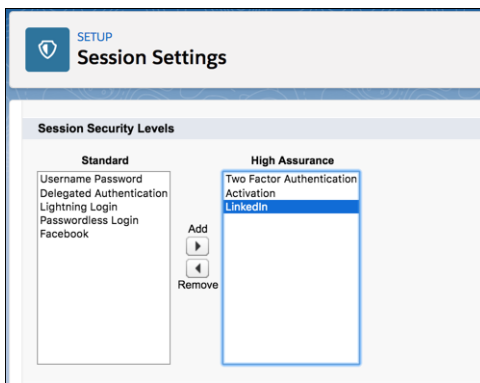 SETUP
Session Settings
Session Security Levels
Standard
Username Password
Delegated Authentication
Lightning Login
Passwordless Login
Facebook
Add
Remove
High Assurance
Two Factor Authentication
Activation
LinkedIn